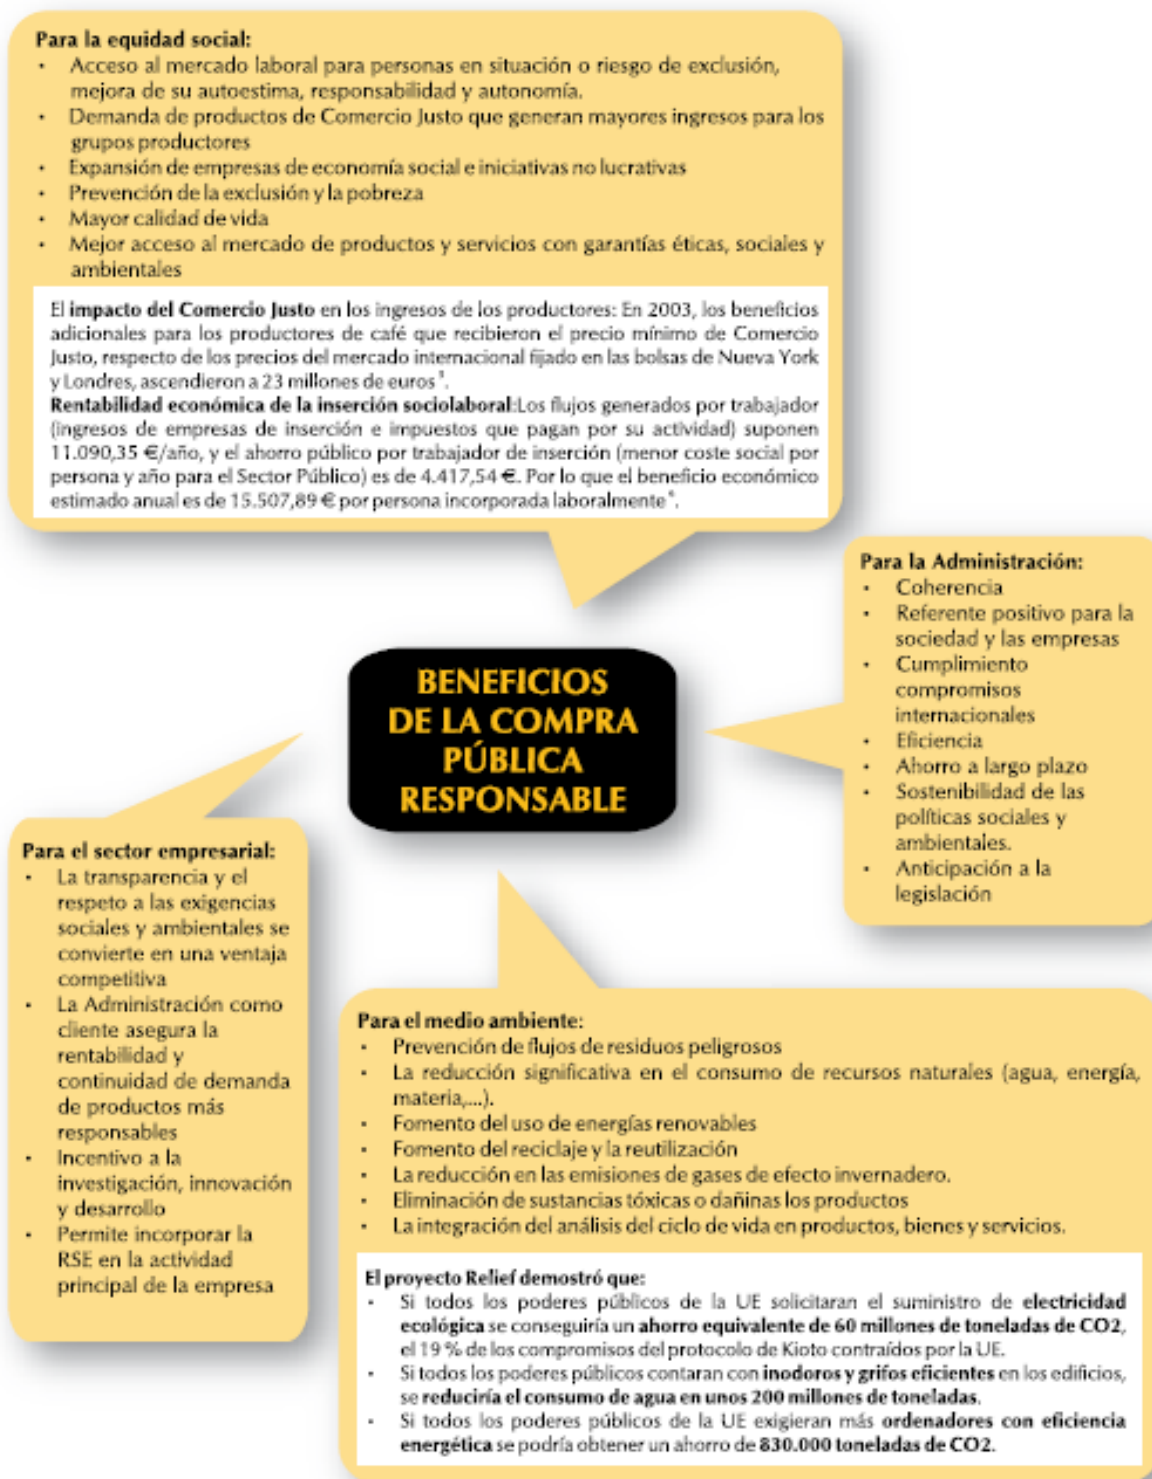 Para la equidad social:
• Acceso al mercado laboral para personas en situación o riesgo de exclusión,
mejora de su autoestima, responsabilidad y autonomía.
• Demanda de productos de Comercio Justo que generan mayores ingresos para los
grupos productores
• Expansión de empresas de economía social e iniciativas no lucrativas
• Prevención de la exclusión y la pobreza
• Mayor calidad de vida
• Mejor acceso al mercado de productos y servicios con garantías éticas, sociales y
ambientales
El impacto del Comercio Justo en los ingresos de los productores: En 2003, los beneficios
adicionales para los productores de café que recibieron el precio mínimo de Comercio
Justo, respecto de los precios del mercado internacional fijado en las bolsas de Nueva York
y Londres, ascendieron a 23 millones de euros.
Rentabilidad económica de la inserción sociolaboral:Los flujos generados por trabajador
(ingresos de empresas de inserción e impuestos que pagan por su actividad) suponen
11.090,35 €/año, y el ahorro público por trabajador de inserción (menor coste social por
persona y año para el Sector Público) es de 4.417,54 €. Por lo que el beneficio económico
estimado anual es de 15.507,89 € por persona incorporada laboralmente.
Para la Administración:
• Coherencia
• Referente positivo para la
sociedad y las empresas
• Cumplimiento
compromisos
internacionales
• Eficiencia
• Ahorro a largo plazo
• Sostenibilidad de las
políticas sociales y
ambientales.
• Anticipación a la
legislación
BENEFICIOS
DE LA COMPRA
PÚBLICA
RESPONSABLE
Para el sector empresarial:
• La transparencia y el
respeto a las exigencias
sociales y ambientales se
convierte en una ventaja
competitiva
• La Administración como
cliente asegura la
rentabilidad y
continuidad de demanda
de productos más
responsables
• Incentivo a la
investigación, innovación
y desarrollo
• Permite incorporar la
RSE en la actividad
principal de la empresa
Para el medio ambiente:
• Prevención de flujos de residuos peligrosos
• La reducción significativa en el consumo de recursos naturales (agua, energía,
materia,...).
• Fomento del uso de energías renovables
• Fomento del reciclaje y la reutilización
• La reducción en las emisiones de gases de efecto invernadero.
• Eliminación de sustancias tóxicas o dañinas los productos
• La integración del análisis del ciclo de vida en productos, bienes y servicios.
El proyecto Relief demostró que:
• Si todos los poderes públicos de la UE solicitaran el suministro de electricidad
ecológica se conseguiría un ahorro equivalente de 60 millones de toneladas de CO2,
el 19 % de los compromisos del protocolo de Kioto contraídos por la UE.
• Si todos los poderes públicos contaran con inodoros y grifos eficientes en los edificios,
se reduciría el consumo de agua en unos 200 millones de toneladas.
• Si todos los poderes públicos de la UE exigieran más ordenadores con eficiencia
energética se podría obtener un ahorro de 830.000 toneladas de CO2.